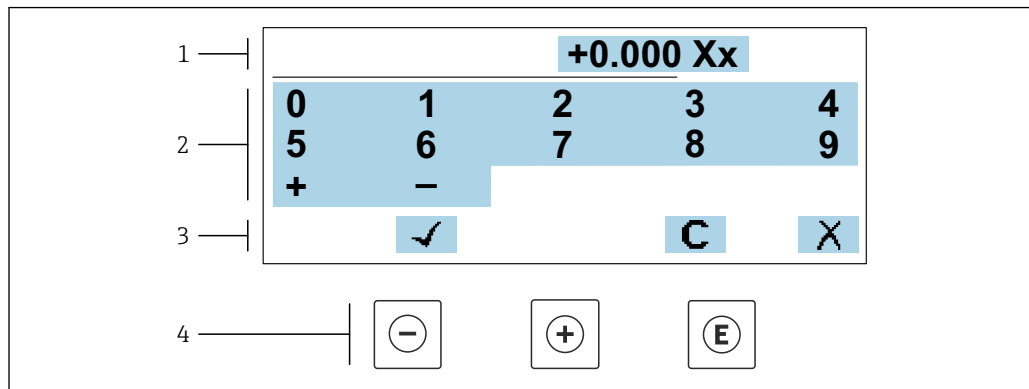 1 +0.000 Xx
2 0 1 2 3 4
5 6 7 8 9
+ −
3 ✓ C X
4 − + E